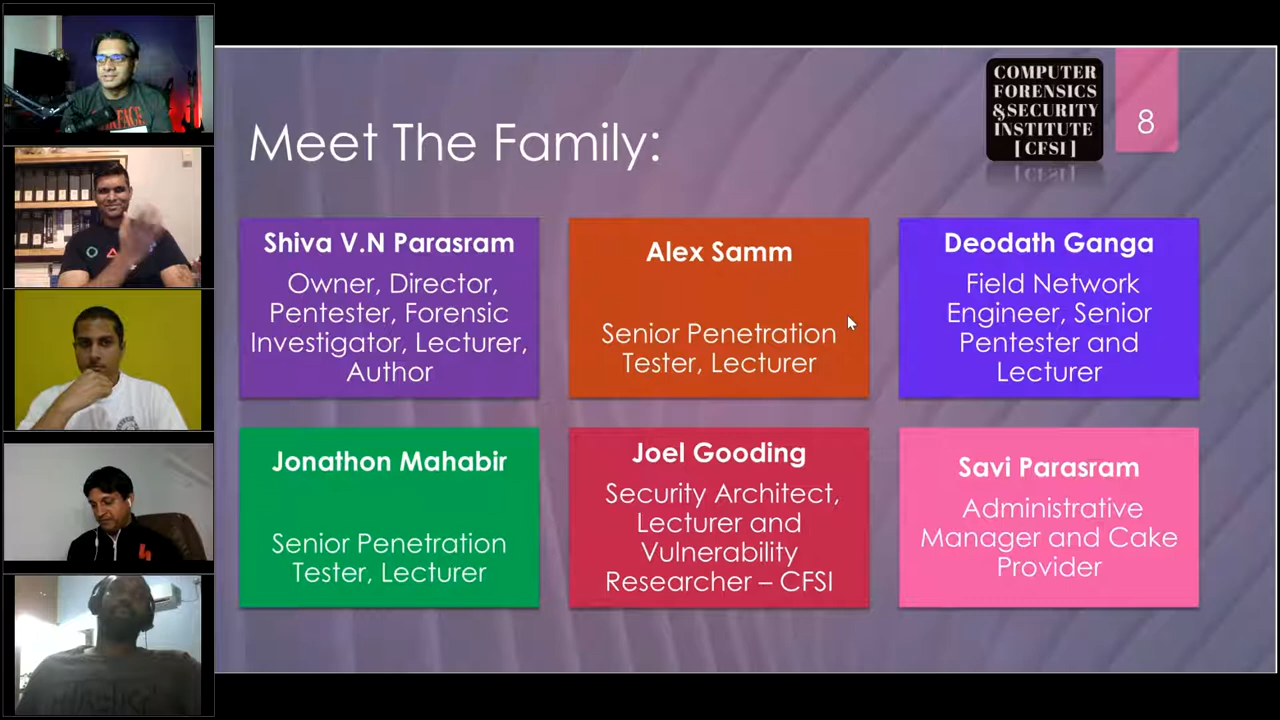 Meet The Family:
COMPUTER
FORENSICS
&SECURITY
INSTITUTE
[ CFSI ]
8
Shiva V.N Parasram
Owner, Director,
Pentester, Forensic
Investigator, Lecturer,
Author
Alex Samm
Senior Penetration
Tester, Lecturer
Deodath Ganga
Field Network
Engineer, Senior
Pentester and
Lecturer
Jonathon Mahabir
Senior Penetration
Tester, Lecturer
Joel Gooding
Security Architect,
Lecturer and
Vulnerability
Researcher – CFSI
Savi Parasram
Administrative
Manager and Cake
Provider